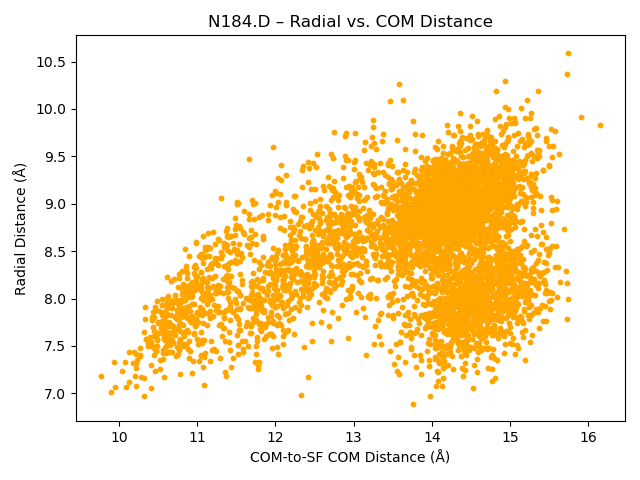 N184.D – Radial vs. COM Distance
Radial Distance (Å)
10.5
10.0
9.5
9.0
8.5
8.0
7.5
7.0
10 11 12 13 14 15 16
COM-to-SF COM Distance (Å)